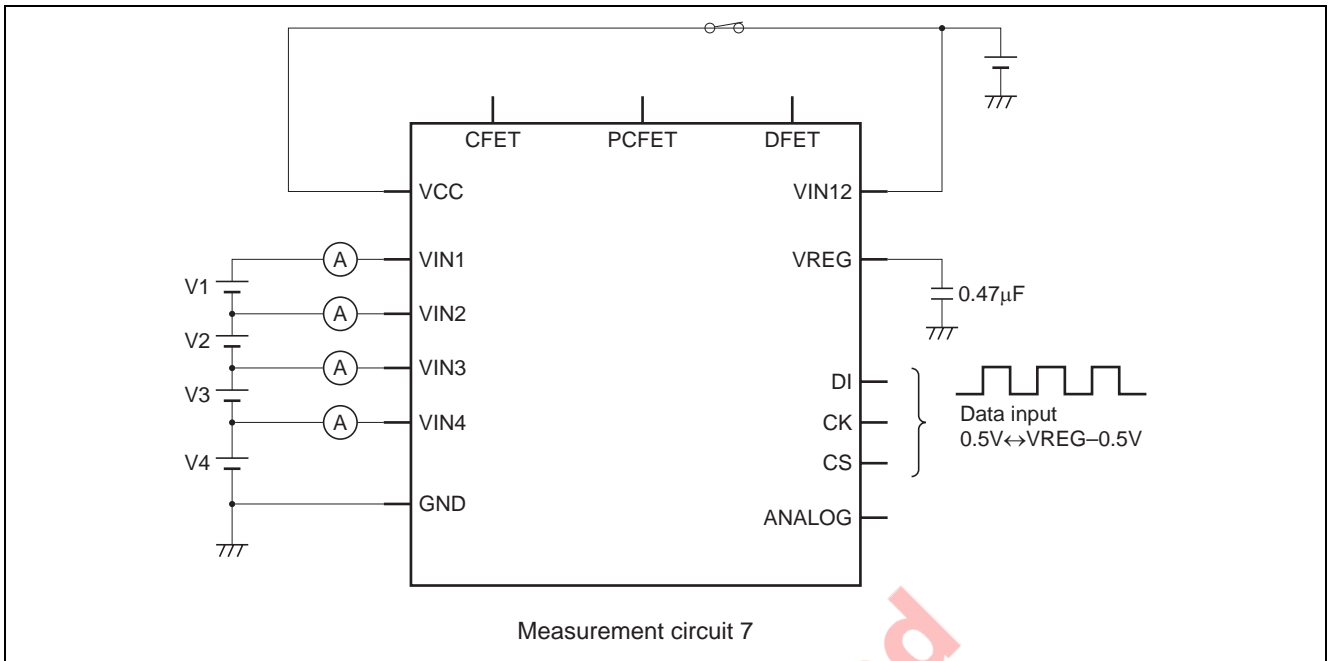 CFET
PCFET
DFET
VCC
VIN12
VIN1
VREG
A
V1
0.47μF
VIN2
A
V2
VIN3
A
V3
DI
VIN4
A
CK
Data input
0.5V↔VREG–0.5V
V4
CS
GND
ANALOG
Measurement circuit 7